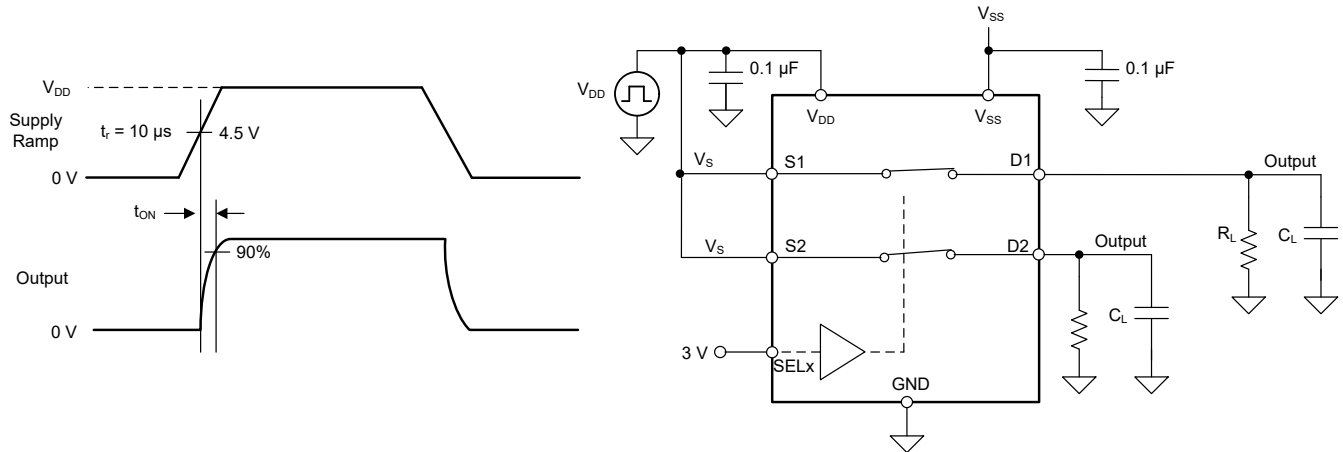 V_DD
Supply
Ramp
t_r = 10 µs
4.5 V
0 V
t_ON
90%
Output
0 V
V_SS
0.1 µF
0.1 µF
V_DD
V_DD
V_SS
V_S
S1
D1
Output
V_S
S2
D2
Output
R_L
C_L
C_L
3 V
SELx
GND